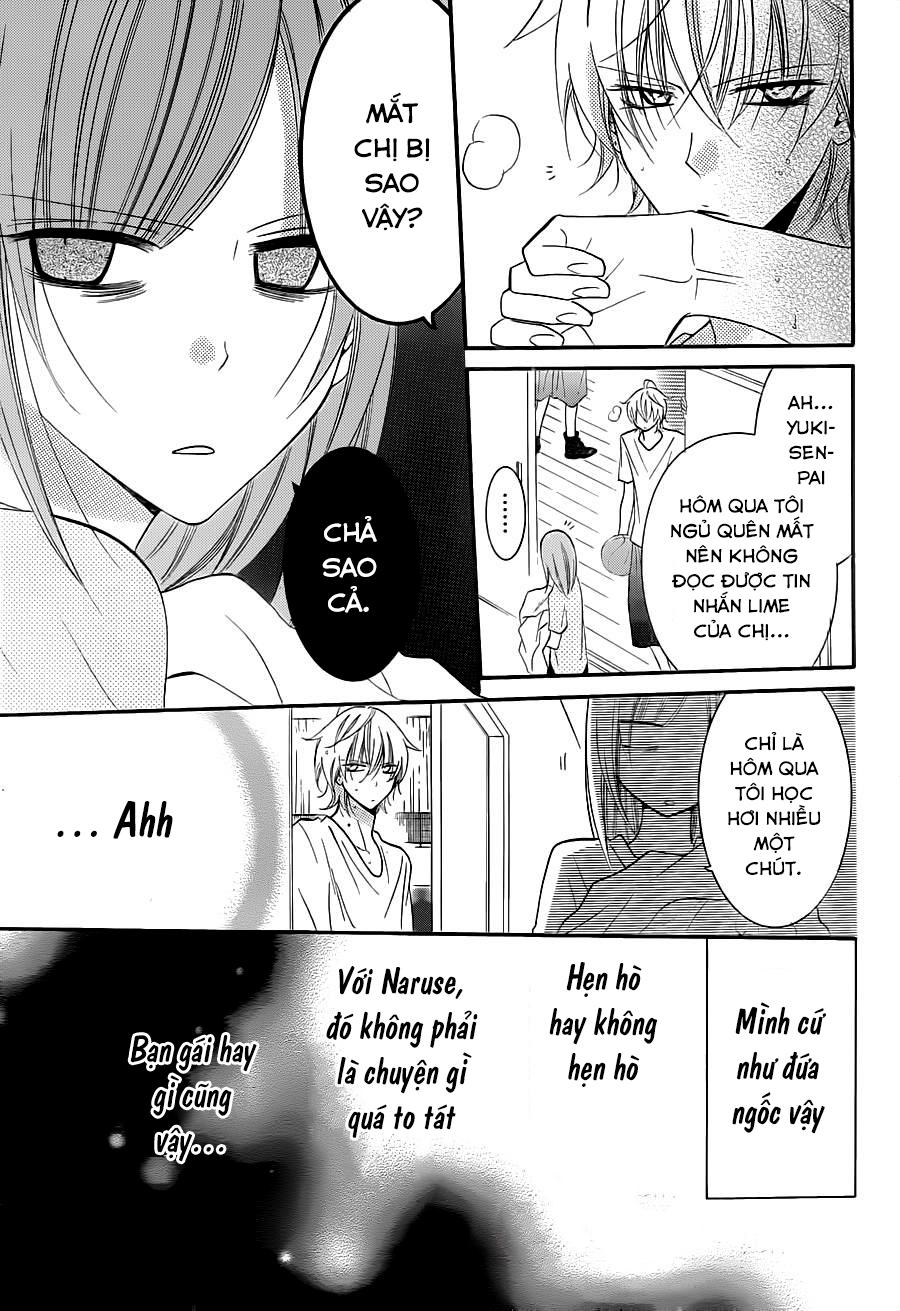 AH...
YUKI-
SEN-
PAI
HÔM QUA TÔI
NGỦ QUÊN MẤT
NÊN KHÔNG
ĐỌC ĐƯỢC TIN
NHẮN LIME
CỦA CHỊ...
......
MẮT
CHỊ BỊ
SAO
VẬY?
CHẢ
SAO
CẢ.
CHỈ LÀ
HÔM QUA
TÔI HỌC
HƠI NHIỀU
MỘT
CHÚT.
... Ahh
Mình cứ
như đứa
ngốc vậy
Hẹn hò
hay không
hẹn hò
Với Naruse,
đó không phải
là chuyện gì
quá to tát
Bạn gái hay
gì cũng
vậy...